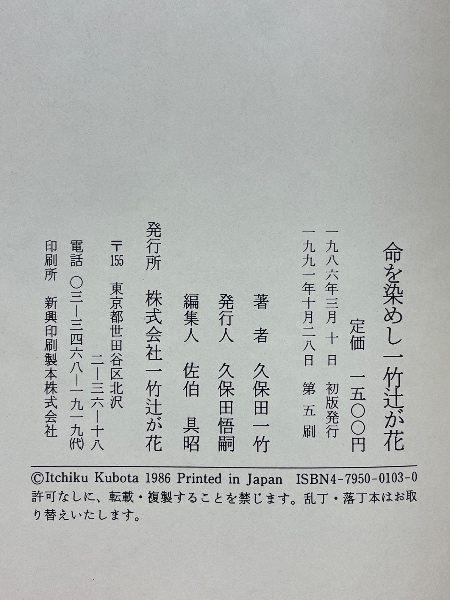 命を染めし一竹辻が花
定価 一五〇〇円
一九八六年三月 十 日 初版発行
一九九一年十月二八日 第 五 刷
著 者 久保田一竹
発行人 久保田悟嗣
編集人 佐伯 具昭
発行所 株式会社一竹辻が花
〒155 東京都世田谷区北沢
二―三六―十八
電話 〇三―三四六八―一九一九㈹
印刷所 新興印刷製本株式会社
©Itchiku Kubota 1986 Printed in Japan ISBN4-7950-0103-0
許可なしに、転載・複製することを禁じます。乱丁・落丁本はお取
り替えいたします。